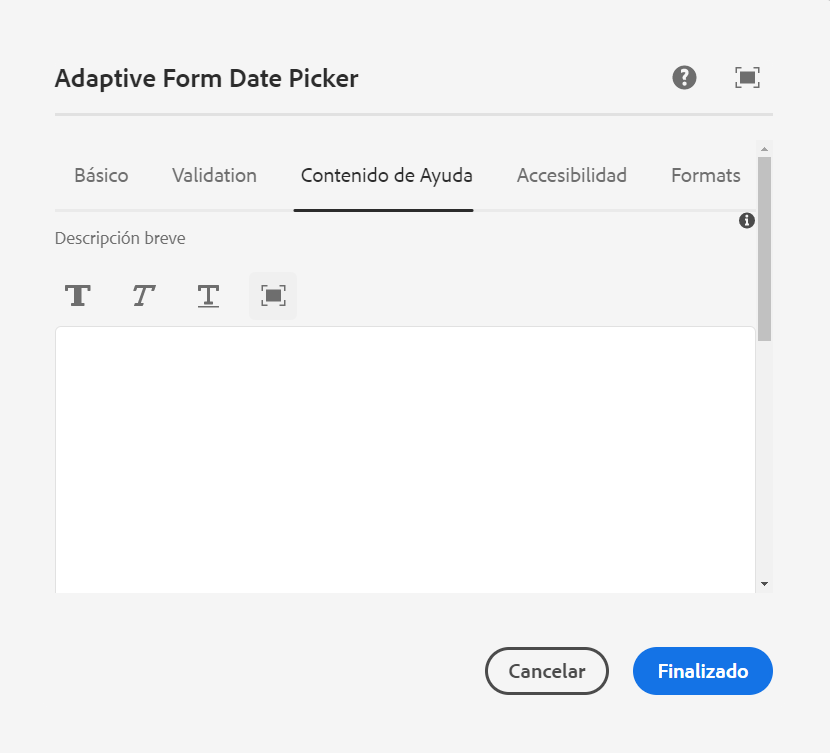 Adaptive Form Date Picker
Básico Validation Contenido de Ayuda Accesibilidad Formats
Descripción breve
T T T
Cancelar Finalizado